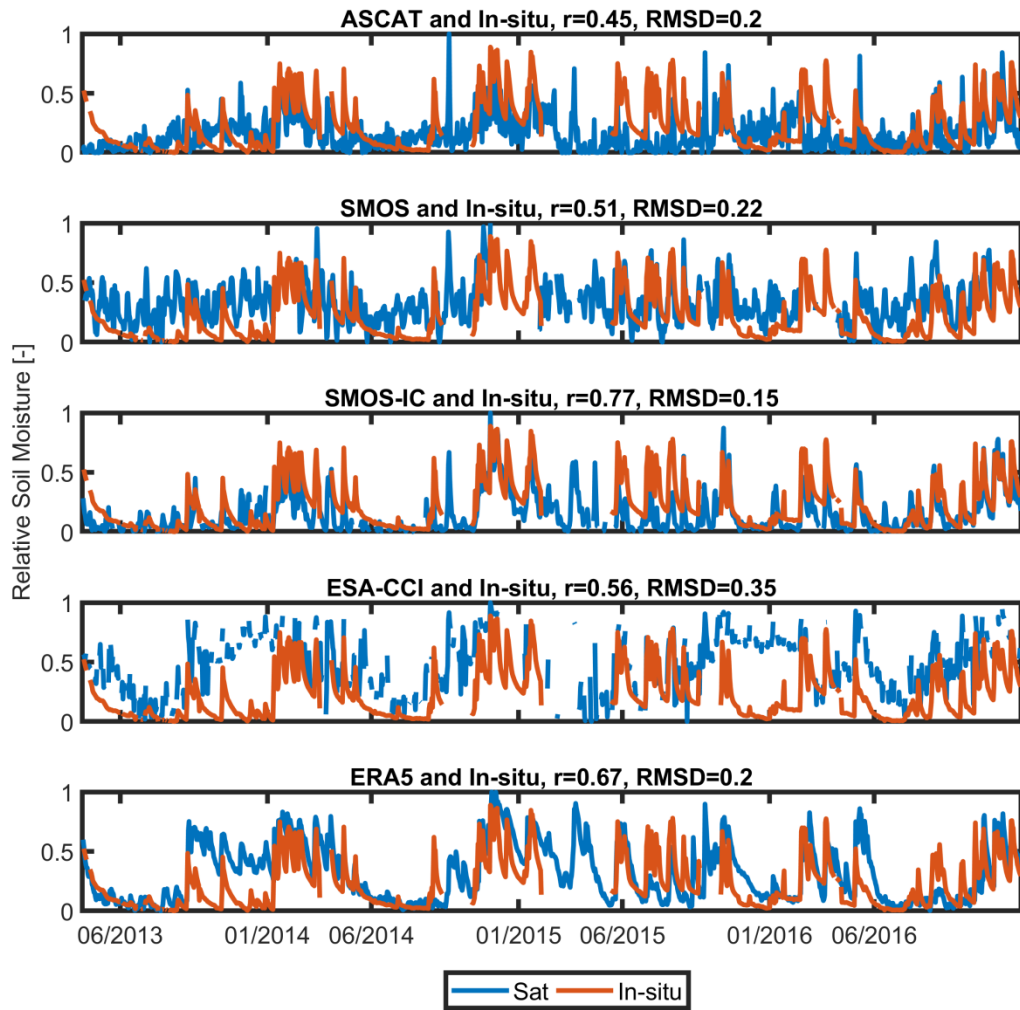 ASCAT and In-situ, r=0.45, RMSD=0.2
1
0.5
0
SMOS and In-situ, r=0.51, RMSD=0.22
1
0.5
0
Relative Soil Moisture [-]
SMOS-IC and In-situ, r=0.77, RMSD=0.15
1
0.5
0
ESA-CCI and In-situ, r=0.56, RMSD=0.35
1
0.5
0
ERA5 and In-situ, r=0.67, RMSD=0.2
1
0.5
0
06/2013 01/2014 06/2014 01/2015 06/2015 01/2016 06/2016
Sat In-situ